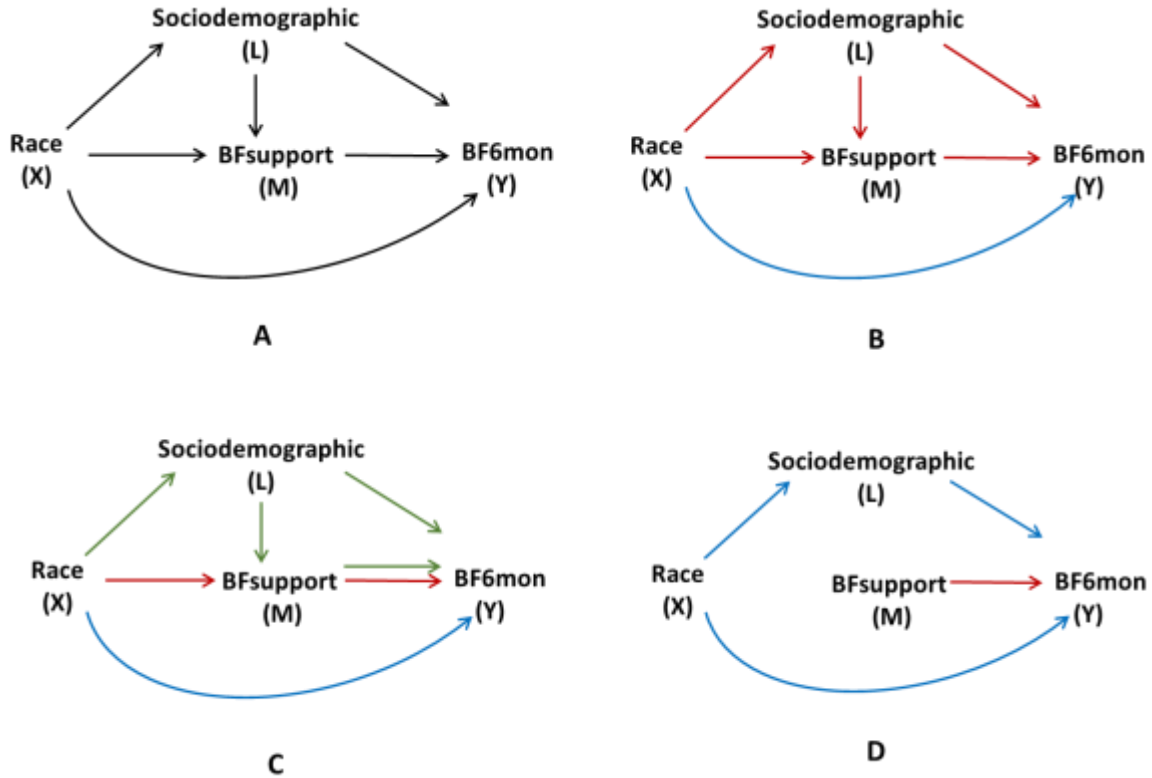 Sociodemographic
(L)
Race
(X)
BFsupport
(M)
BF6mon
(Y)
A
Sociodemographic
(L)
Race
(X)
BFsupport
(M)
BF6mon
(Y)
B
Sociodemographic
(L)
Race
(X)
BFsupport
(M)
BF6mon
(Y)
C
Sociodemographic
(L)
Race
(X)
BFsupport
(M)
BF6mon
(Y)
D